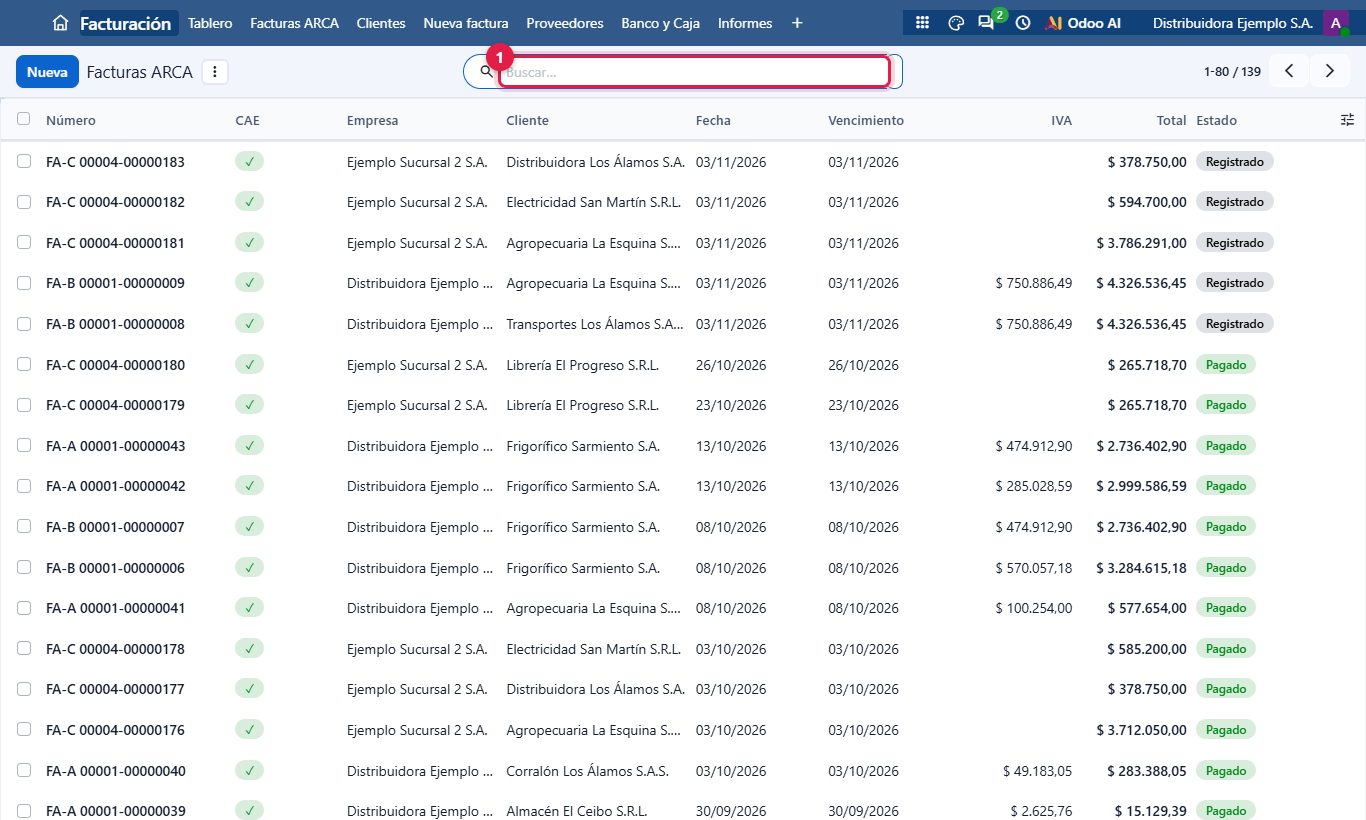 Facturación Tablero Facturas ARCA Clientes Nueva factura Proveedores Banco y Caja Informes + 2 Odoo AI Distribuidora Ejemplo S.A. A
Nueva Facturas ARCA 1 Buscar... 1-80 / 139
Número CAE Empresa Cliente Fecha Vencimiento IVA Total Estado
FA-C 00004-00000183 ✓ Ejemplo Sucursal 2 S.A. Distribuidora Los Álamos S.A. 03/11/2026 03/11/2026 $ 378.750,00 Registrado
FA-C 00004-00000182 ✓ Ejemplo Sucursal 2 S.A. Electricidad San Martín S.R.L. 03/11/2026 03/11/2026 $ 594.700,00 Registrado
FA-C 00004-00000181 ✓ Ejemplo Sucursal 2 S.A. Agropecuaria La Esquina S.... 03/11/2026 03/11/2026 $ 3.786.291,00 Registrado
FA-B 00001-00000009 ✓ Distribuidora Ejemplo ... Agropecuaria La Esquina S.... 03/11/2026 03/11/2026 $ 750.886,49 $ 4.326.536,45 Registrado
FA-B 00001-00000008 ✓ Distribuidora Ejemplo ... Transportes Los Álamos S.A... 03/11/2026 03/11/2026 $ 750.886,49 $ 4.326.536,45 Registrado
FA-C 00004-00000180 ✓ Ejemplo Sucursal 2 S.A. Librería El Progreso S.R.L. 26/10/2026 26/10/2026 $ 265.718,70 Pagado
FA-C 00004-00000179 ✓ Ejemplo Sucursal 2 S.A. Librería El Progreso S.R.L. 23/10/2026 23/10/2026 $ 265.718,70 Pagado
FA-A 00001-00000043 ✓ Distribuidora Ejemplo ... Frigorífico Sarmiento S.A. 13/10/2026 13/10/2026 $ 474.912,90 $ 2.736.402,90 Pagado
FA-A 00001-00000042 ✓ Distribuidora Ejemplo ... Frigorífico Sarmiento S.A. 13/10/2026 13/10/2026 $ 285.028,59 $ 2.999.586,59 Pagado
FA-B 00001-00000007 ✓ Distribuidora Ejemplo ... Frigorífico Sarmiento S.A. 08/10/2026 08/10/2026 $ 474.912,90 $ 2.736.402,90 Pagado
FA-B 00001-00000006 ✓ Distribuidora Ejemplo ... Frigorífico Sarmiento S.A. 08/10/2026 08/10/2026 $ 570.057,18 $ 3.284.615,18 Pagado
FA-A 00001-00000041 ✓ Distribuidora Ejemplo ... Agropecuaria La Esquina S.... 08/10/2026 08/10/2026 $ 100.254,00 $ 577.654,00 Pagado
FA-C 00004-00000178 ✓ Ejemplo Sucursal 2 S.A. Electricidad San Martín S.R.L. 03/10/2026 03/10/2026 $ 585.200,00 Pagado
FA-C 00004-00000177 ✓ Ejemplo Sucursal 2 S.A. Distribuidora Los Álamos S.A. 03/10/2026 03/10/2026 $ 378.750,00 Pagado
FA-C 00004-00000176 ✓ Ejemplo Sucursal 2 S.A. Agropecuaria La Esquina S.... 03/10/2026 03/10/2026 $ 3.712.050,00 Pagado
FA-A 00001-00000040 ✓ Distribuidora Ejemplo ... Corralón Los Álamos S.A.S. 03/10/2026 03/10/2026 $ 49.183,05 $ 283.388,05 Pagado
FA-A 00001-00000039 ✓ Distribuidora Ejemplo ... Almacén El Ceibo S.R.L. 30/09/2026 30/09/2026 $ 2.625,76 $ 15.129,39 Pagado